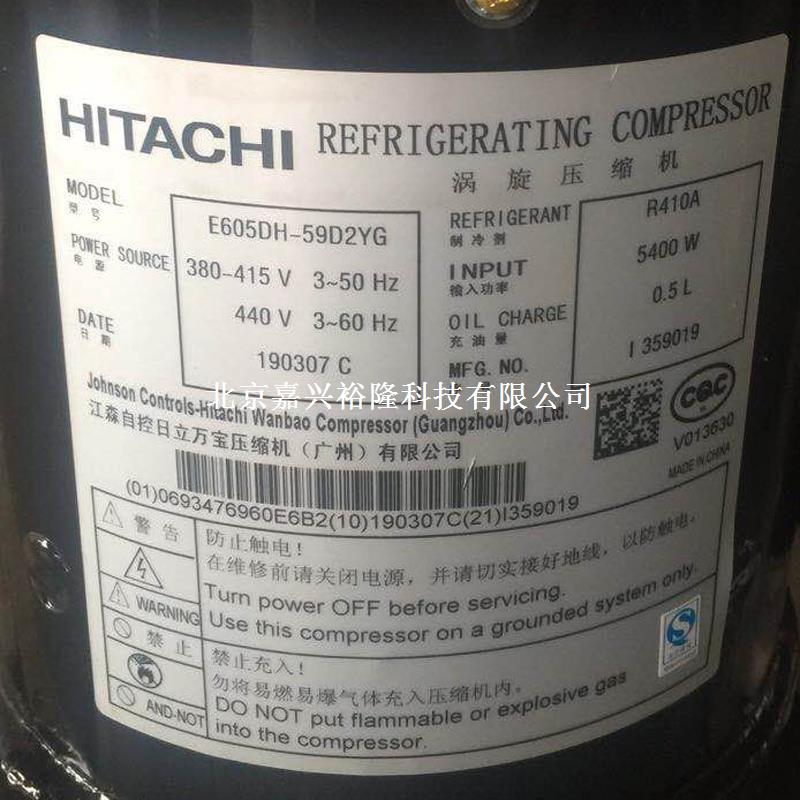 HITACHI REFRIGERATING COMPRESSOR
涡旋压缩机
MODEL E605DH-59D2YG
型号
POWER SOURCE 380-415 V 3~50 Hz
电源
440 V 3~60 Hz
DATE 190307 C
日期
REFRIGERANT R410A
制冷剂
INPUT 5400 W
输入功率
OIL CHARGE 0.5 L
充油量
MFG. NO. I 359019
北京嘉兴裕隆科技有限公司
Johnson Controls-Hitachi Wanbao Compressor (Guangzhou) Co.,Ltd.
江森自控日立万宝压缩机（广州）有限公司
CQC
V013630
MADE IN CHINA
(01)0693476960E6B2(10)190307C(21)I359019
警告
WARNING
防止触电！
在维修前请关闭电源，并请切实接好地线，以防触电。
Turn power OFF before servicing.
Use this compressor on a grounded system only.
禁止
AND-NOT
禁止充入！
勿将易燃易爆气体充入压缩机内。
DO NOT put flammable or explosive gas
into the compressor.